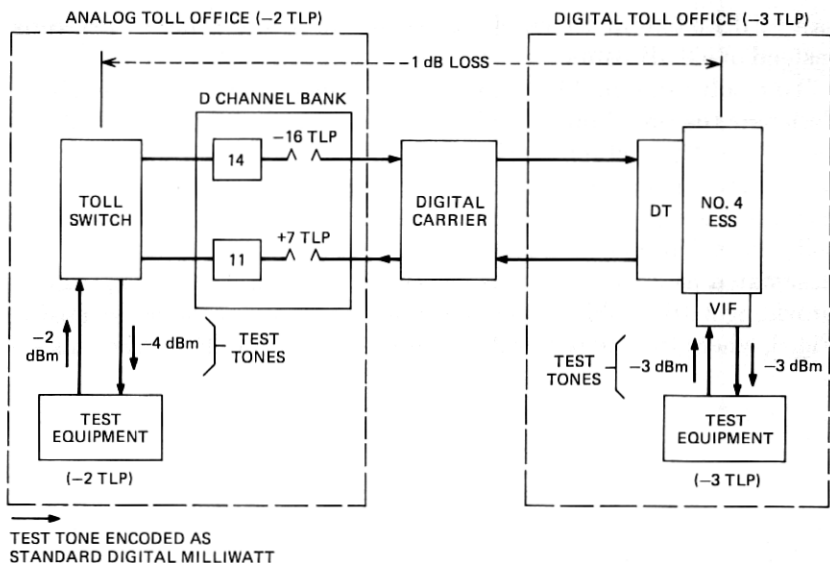 ANALOG TOLL OFFICE (−2 TLP)
DIGITAL TOLL OFFICE (−3 TLP)
1 dB LOSS
D CHANNEL BANK
−16 TLP
14
TOLL
SWITCH
DIGITAL
CARRIER
DT
NO. 4
ESS
+7 TLP
11
VIF
−2
dBm
−4 dBm
TEST
TONES
TEST
TONES
−3 dBm
−3 dBm
TEST
EQUIPMENT
(−2 TLP)
TEST
EQUIPMENT
(−3 TLP)
TEST TONE ENCODED AS
STANDARD DIGITAL MILLIWATT